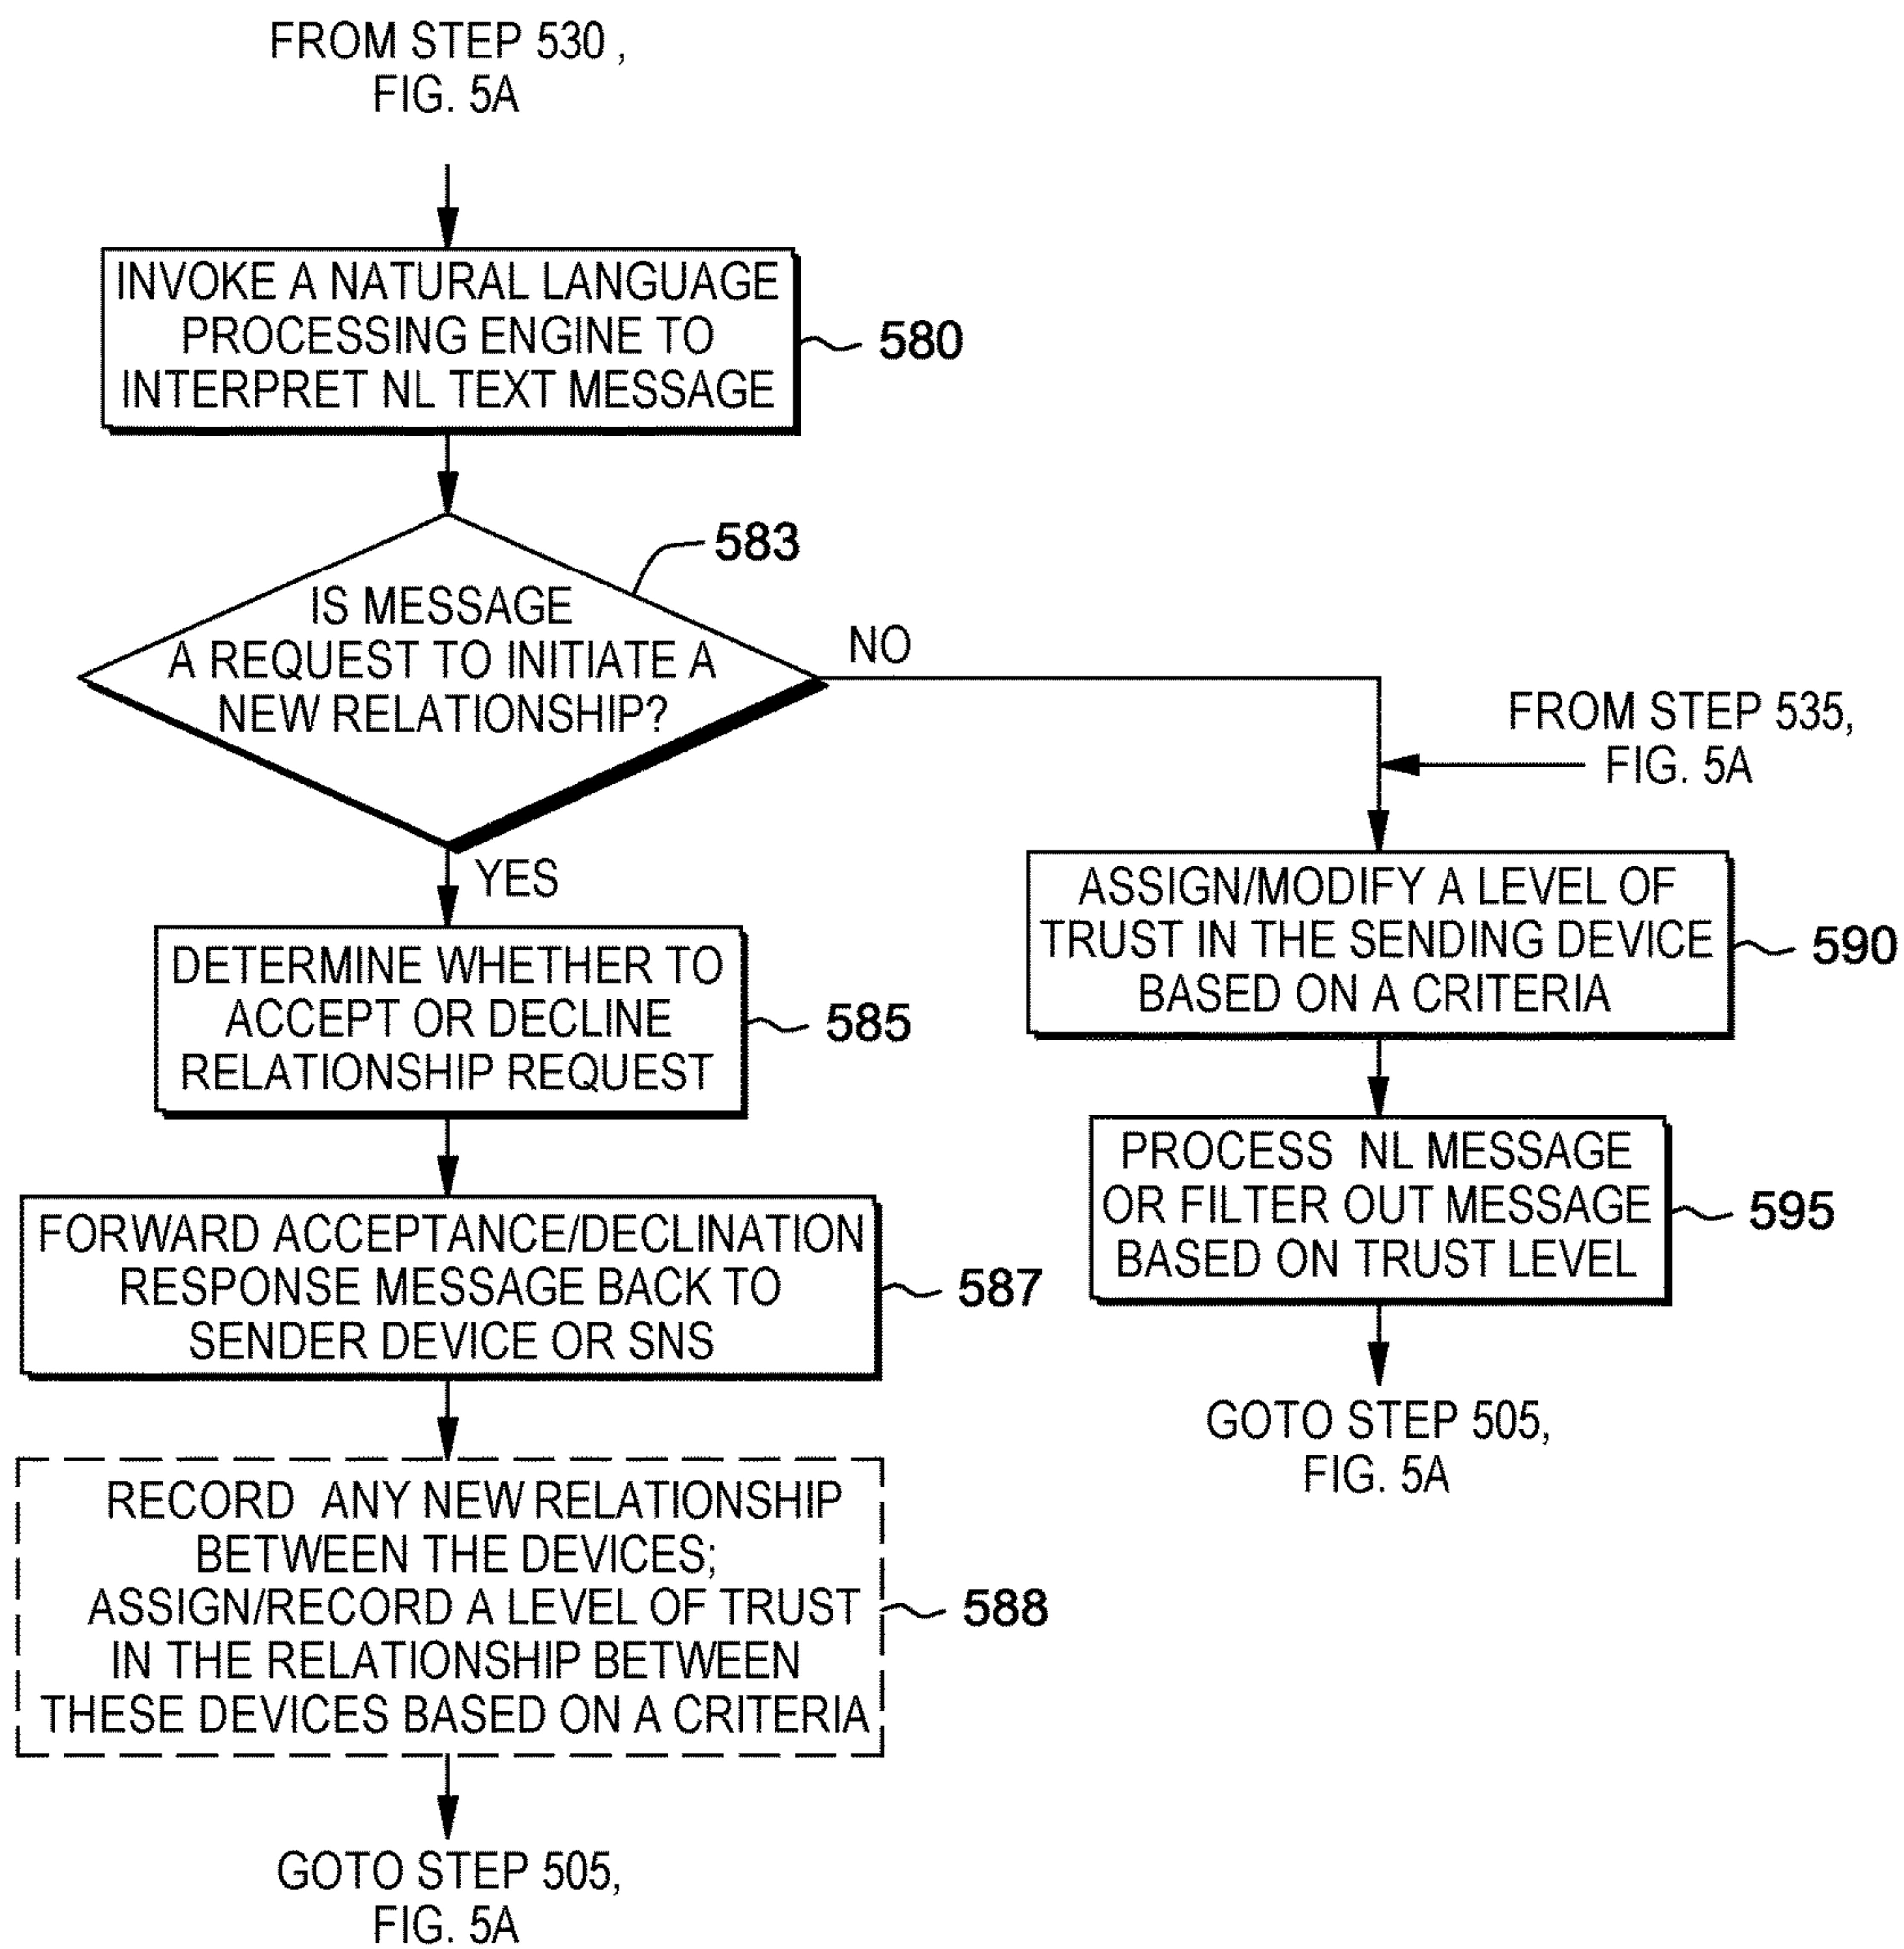 FROM STEP 530 ,
FIG. 5A
INVOKE A NATURAL LANGUAGE
PROCESSING ENGINE TO
INTERPRET NL TEXT MESSAGE
580
583
IS MESSAGE
A REQUEST TO INITIATE A
NEW RELATIONSHIP?
NO
YES
DETERMINE WHETHER TO
ACCEPT OR DECLINE
RELATIONSHIP REQUEST
585
FORWARD ACCEPTANCE/DECLINATION
RESPONSE MESSAGE BACK TO
SENDER DEVICE OR SNS
587
RECORD ANY NEW RELATIONSHIP
BETWEEN THE DEVICES;
ASSIGN/RECORD A LEVEL OF TRUST
IN THE RELATIONSHIP BETWEEN
THESE DEVICES BASED ON A CRITERIA
588
GOTO STEP 505,
FIG. 5A
FROM STEP 535,
FIG. 5A
ASSIGN/MODIFY A LEVEL OF
TRUST IN THE SENDING DEVICE
BASED ON A CRITERIA
590
PROCESS NL MESSAGE
OR FILTER OUT MESSAGE
BASED ON TRUST LEVEL
595
GOTO STEP 505,
FIG. 5A